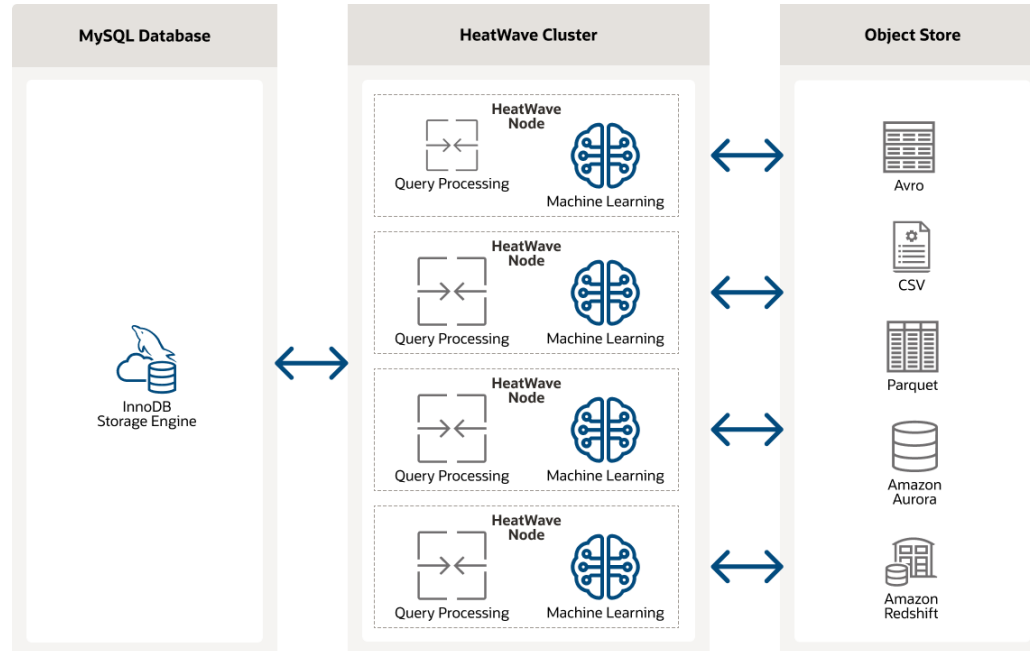 MySQL Database
InnoDB
Storage Engine
HeatWave Cluster
HeatWave
Node
Query Processing
Machine Learning
HeatWave
Node
Query Processing
Machine Learning
HeatWave
Node
Query Processing
Machine Learning
HeatWave
Node
Query Processing
Machine Learning
Object Store
Avro
CSV
Parquet
Amazon
Aurora
Amazon
Redshift